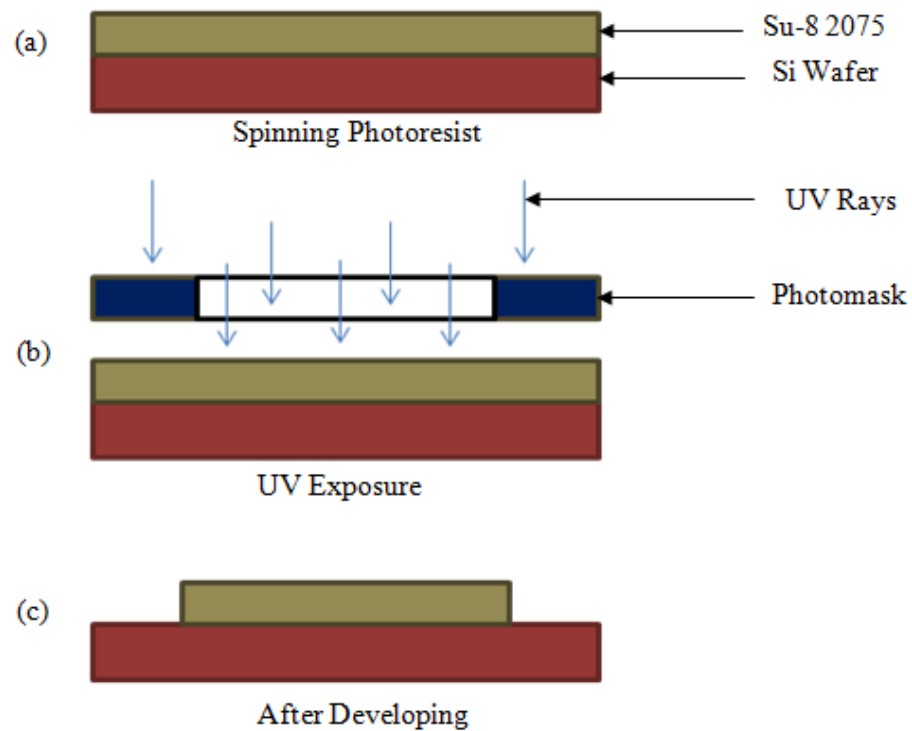 (a)
Su-8 2075
Si Wafer
Spinning Photoresist
UV Rays
Photomask
(b)
UV Exposure
(c)
After Developing